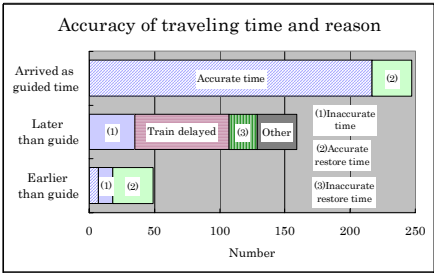 Accuracy of traveling time and reason
Arrived as
guided time
Accurate time
(2)
Later
than guide
(1)
Train delayed
(3)
Other
(1)Inaccurate
time
(2)Accurate
restore time
(3)Inaccurate
restore time
Earlier
than guide
(1)
(2)
0 50 100 150 200 250
Number